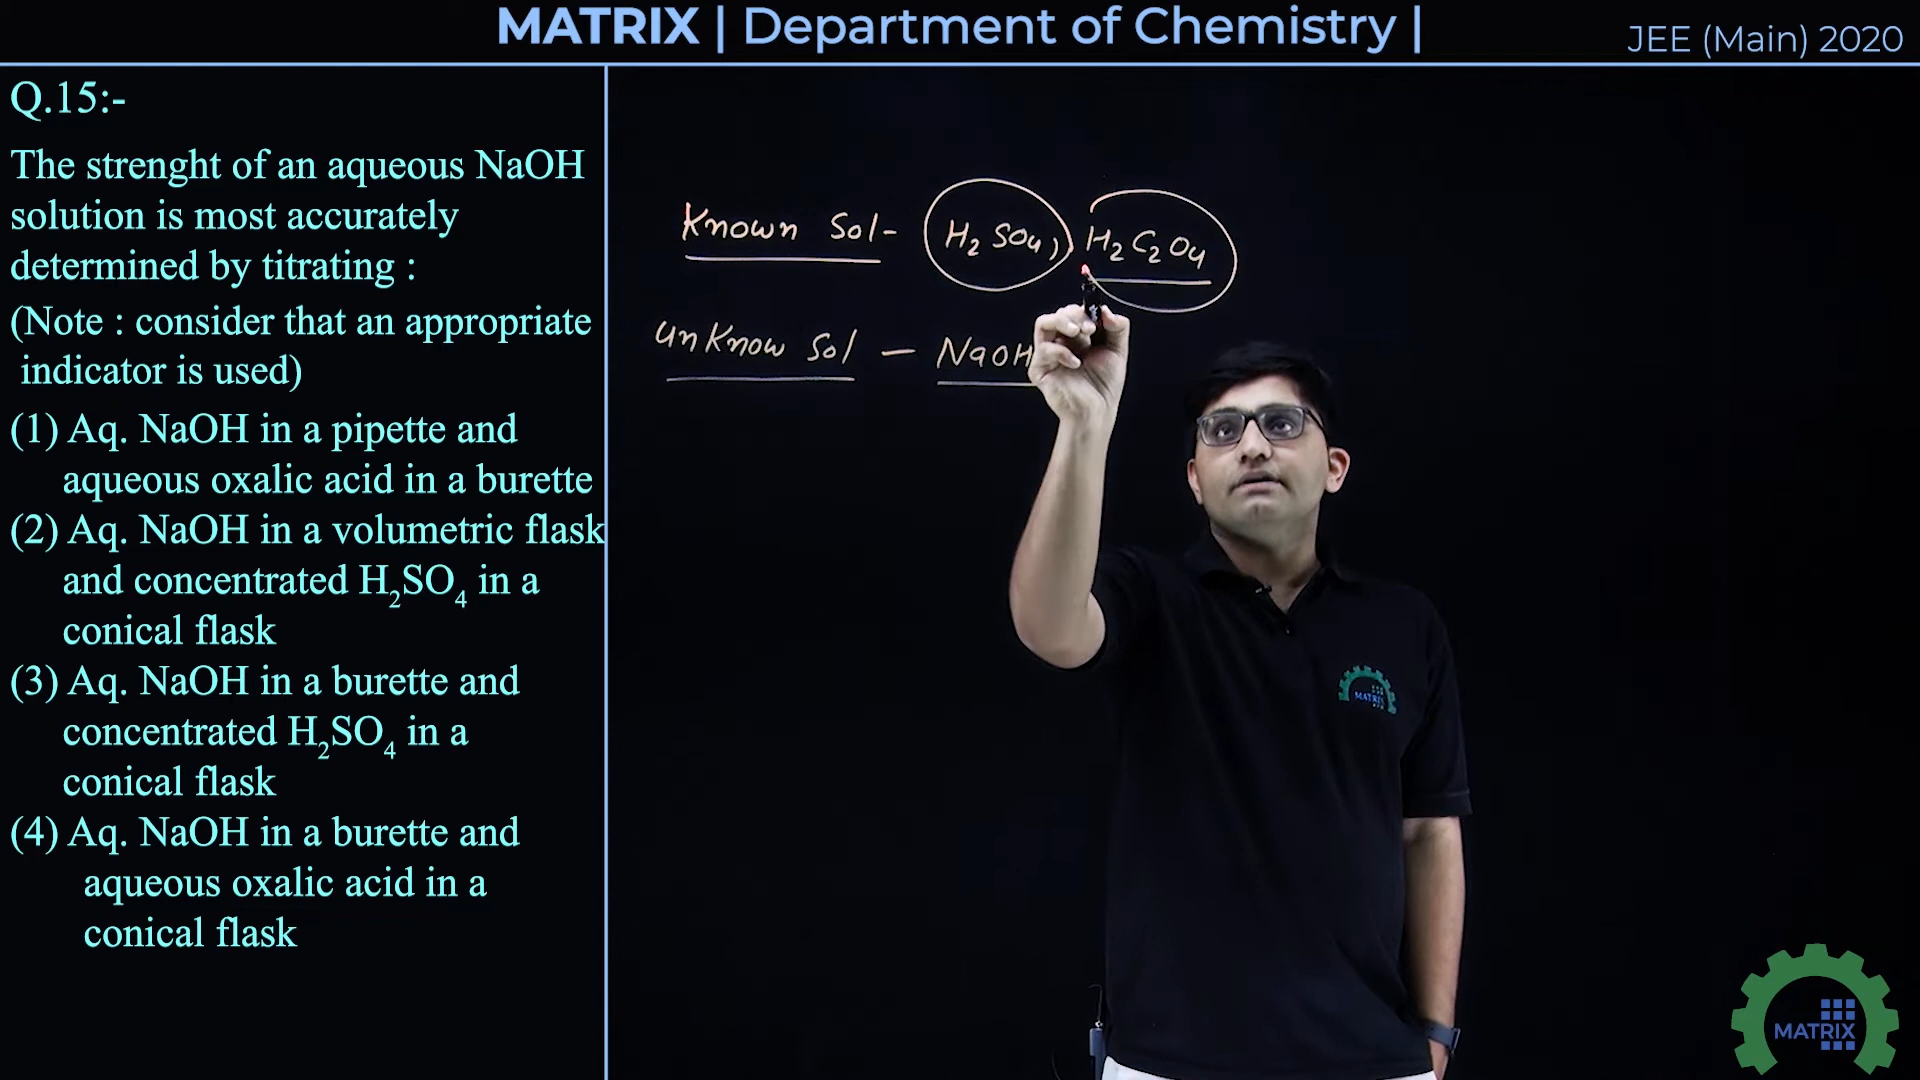 MATRIX | Department of Chemistry |
JEE (Main) 2020
Q.15:-
The strenght of an aqueous NaOH
solution is most accurately
determined by titrating :
(Note : consider that an appropriate
indicator is used)
(1) Aq. NaOH in a pipette and
aqueous oxalic acid in a burette
(2) Aq. NaOH in a volumetric flask
and concentrated H₂SO₄ in a
conical flask
(3) Aq. NaOH in a burette and
concentrated H₂SO₄ in a
conical flask
(4) Aq. NaOH in a burette and
aqueous oxalic acid in a
conical flask
Known Sol- H₂SO₄, H₂C₂O₄
unKnow Sol — NaOH
MATRIX
MATRIX